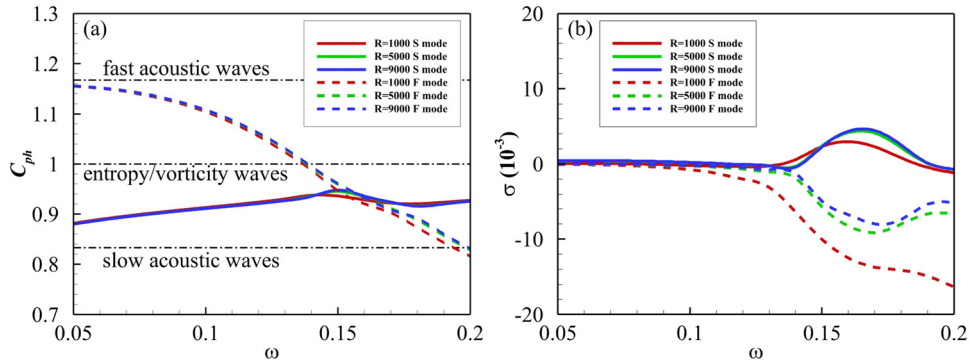 (a)
1.3
1.2
1.1
1
0.9
0.8
0.7
C_ph
R=1000 S mode
R=5000 S mode
R=9000 S mode
R=1000 F mode
R=5000 F mode
R=9000 F mode
fast acoustic waves
entropy/vorticity waves
slow acoustic waves
0.05
0.1
0.15
0.2
ω
(b)
20
10
0
-10
-20
σ (10⁻³)
R=1000 S mode
R=5000 S mode
R=9000 S mode
R=1000 F mode
R=5000 F mode
R=9000 F mode
0.05
0.1
0.15
0.2
ω